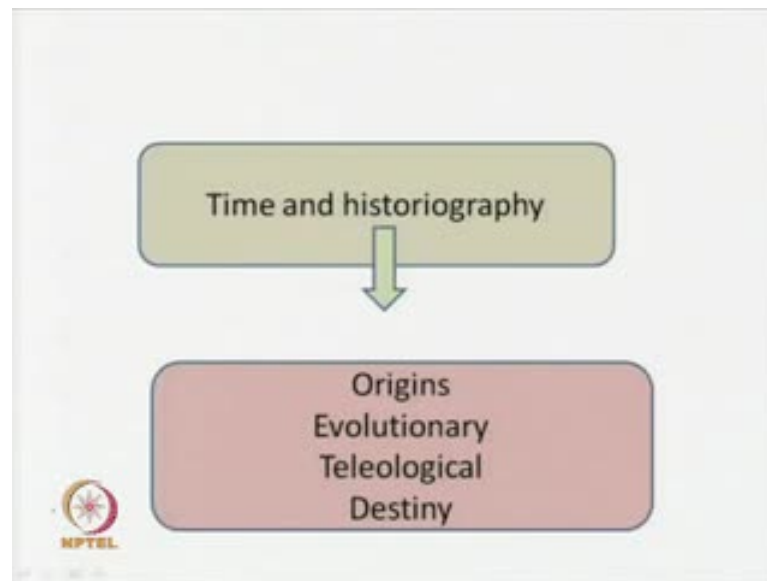 Time and historiography
Origins
Evolutionary
Teleological
Destiny
NPTEL